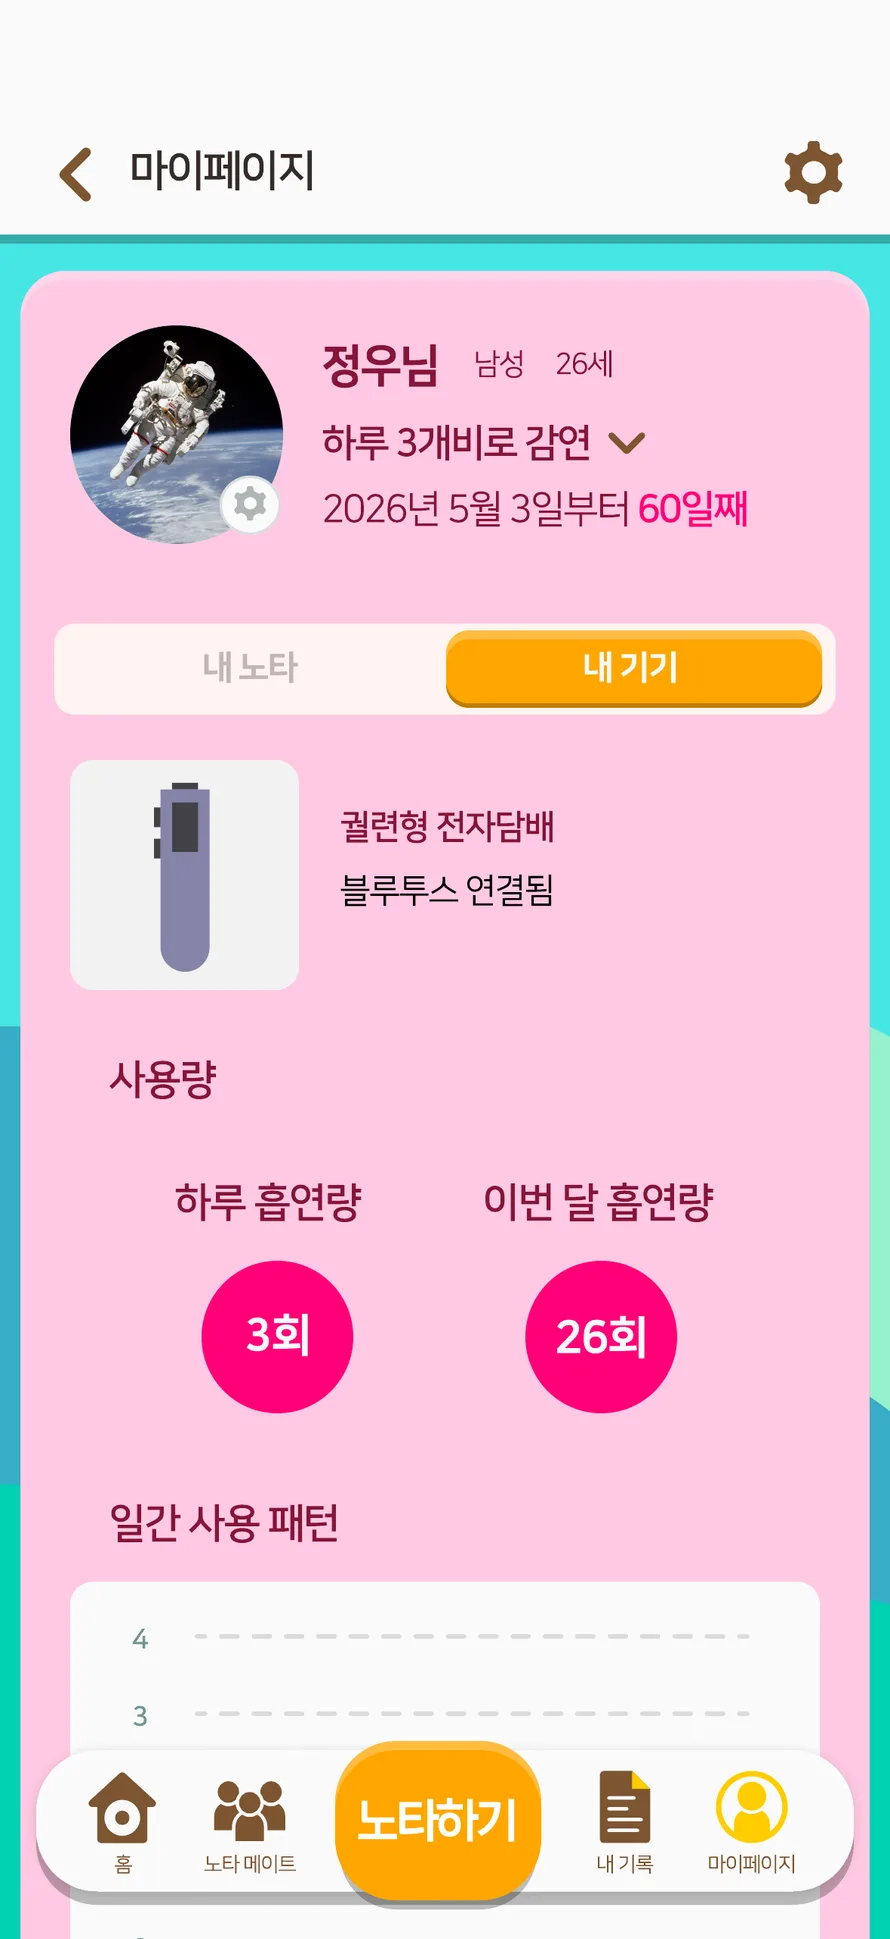 마이페이지
정우님 남성 26세
하루 3개비로 감연
2026년 5월 3일부터 60일째
내 노타 내 기기
궐련형 전자담배
블루투스 연결됨
사용량
하루 흡연량 이번 달 흡연량
3회 26회
일간 사용 패턴
4
3
노타하기
홈 노타 메이트 내 기록 마이페이지